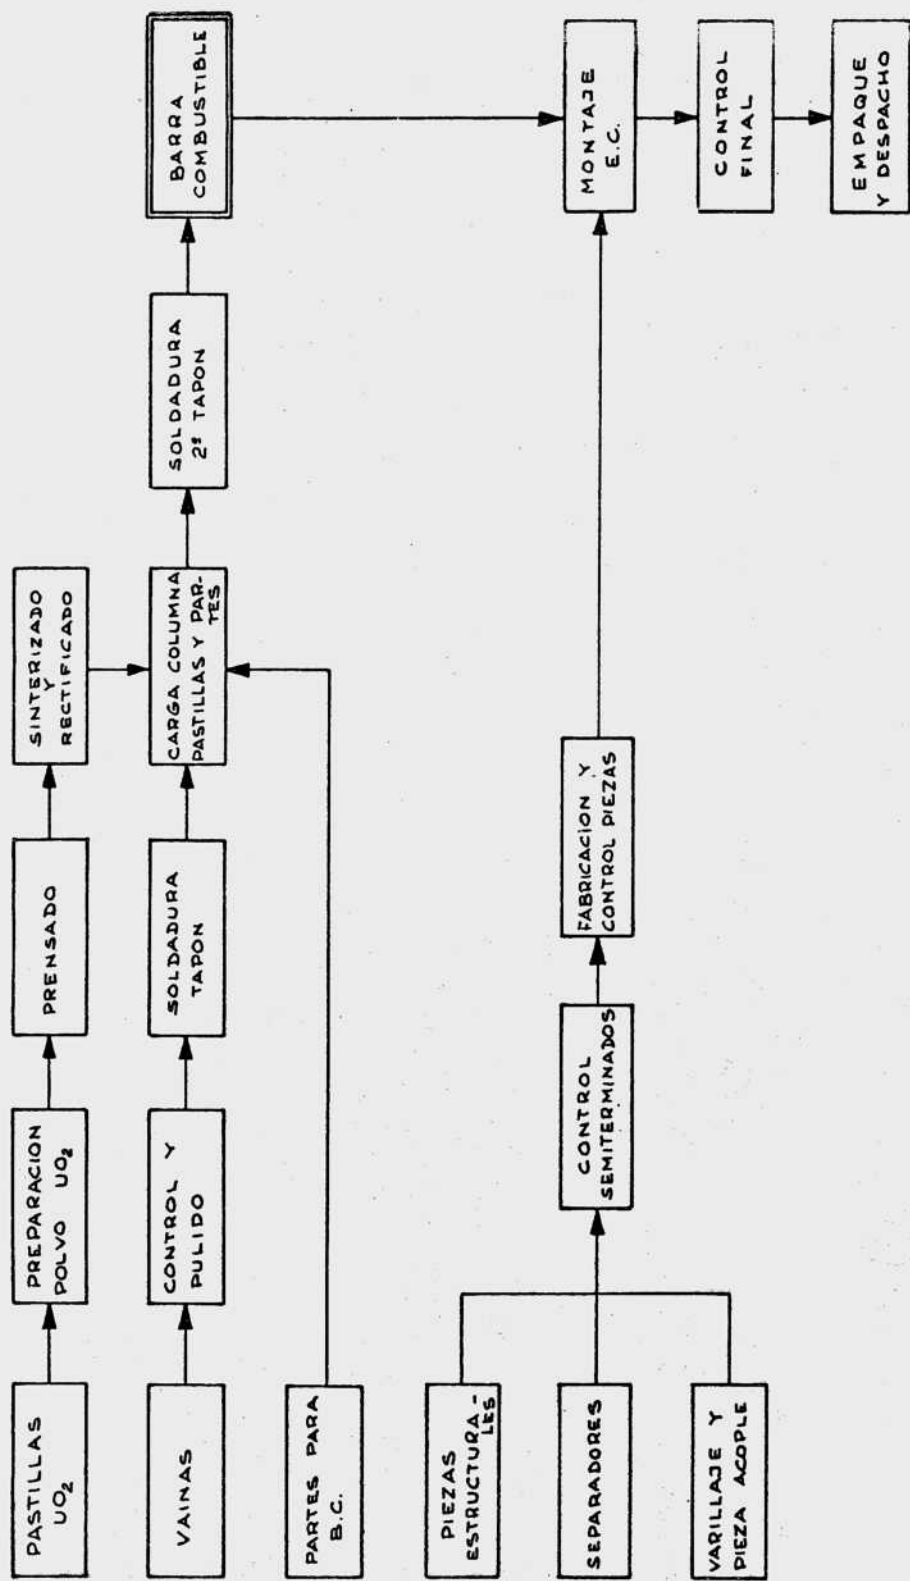 PASTILLAS
UO₂
PREPARACION
POLVO UO₂
PRENSADO
SINTERIZADO
Y
RECTIFICADO
VAINAS
CONTROL Y
PULIDO
SOLDADURA
TAPON
CARGA COLUMNA
PASTILLAS Y PAR-
TES
SOLDADURA
2º TAPON
BARRA
COMBUSTIBLE
PARTES PARA
B.C.
PIEZAS
ESTRUCTURA-
LES
SEPARADORES
VARILLAJE Y
PIEZA ACOPLE
CONTROL
SEMITERMINADOS
FABRICACION Y
CONTROL PIEZAS
MONTAJE
E.C.
CONTROL
FINAL
EMPAQUE
Y DESPACHO